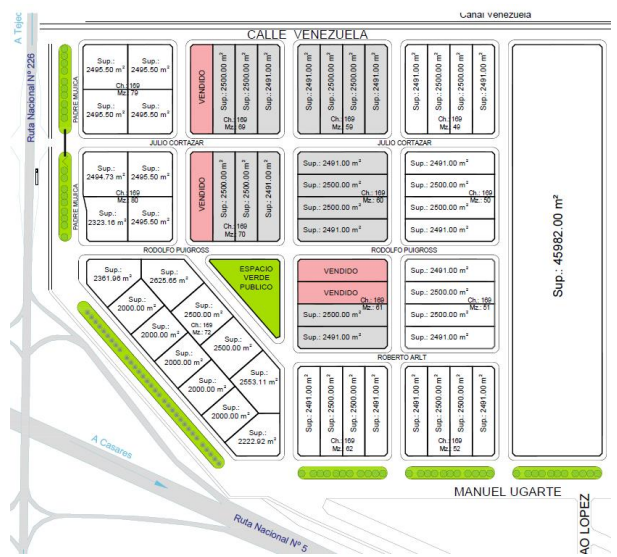 Canal Venezuela
CALLE VENEZUELA
A Tejed
Ruta Nacional Nº 226
PADRE MUJICA
Sup.:
2495.50 m²
Sup.:
2495.50 m²
Ch.: 169
Mz.: 79
Sup.:
2495.50 m²
Sup.:
2495.50 m²
VENDIDO
Sup.: 2500.00 m²
Sup.: 2500.00 m²
Sup.: 2491.00 m²
Ch.: 169
Mz.: 69
Sup.: 2491.00 m²
Sup.: 2500.00 m²
Sup.: 2500.00 m²
Sup.: 2491.00 m²
Ch.: 169
Mz.: 59
Sup.: 2491.00 m²
Sup.: 2500.00 m²
Sup.: 2500.00 m²
Sup.: 2491.00 m²
Ch.: 169
Mz.: 49
Sup.: 45982.00 m²
JULIO CORTAZAR
JULIO CORTAZAR
PADRE MUJICA
Sup.:
2494.73 m²
Sup.:
2495.50 m²
Ch.: 169
Mz.: 80
Sup.:
2323.16 m²
Sup.:
2495.50 m²
VENDIDO
Sup.: 2500.00 m²
Sup.: 2500.00 m²
Sup.: 2491.00 m²
Ch.: 169
Mz.: 70
Sup.: 2491.00 m²
Sup.: 2500.00 m²
Ch.: 169
Mz.: 60
Sup.: 2500.00 m²
Sup.: 2491.00 m²
Sup.: 2491.00 m²
Sup.: 2500.00 m²
Ch.: 169
Mz.: 50
Sup.: 2500.00 m²
Sup.: 2491.00 m²
RODOLFO PUIGROSS
RODOLFO PUIGROSS
Sup.:
2361.96 m²
Sup.:
2625.65 m²
Sup.:
2000.00 m²
Sup.:
2500.00 m²
Ch.: 169
Mz.: 72
Sup.:
2000.00 m²
Sup.:
2500.00 m²
Sup.:
2000.00 m²
Sup.:
2553.11 m²
Sup.:
2000.00 m²
Sup.:
2000.00 m²
Sup.:
2222.92 m²
ESPACIO
VERDE
PUBLICO
VENDIDO
VENDIDO
Ch.: 169
Mz.: 61
Sup.: 2500.00 m²
Sup.: 2491.00 m²
Sup.: 2491.00 m²
Sup.: 2500.00 m²
Ch.: 169
Mz.: 51
Sup.: 2500.00 m²
Sup.: 2491.00 m²
ROBERTO ARLT
Sup.: 2491.00 m²
Sup.: 2500.00 m²
Sup.: 2500.00 m²
Sup.: 2491.00 m²
Ch.: 169
Mz.: 62
Sup.: 2491.00 m²
Sup.: 2500.00 m²
Sup.: 2500.00 m²
Sup.: 2491.00 m²
Ch.: 169
Mz.: 52
A Casares
Ruta Nacional Nº 5
MANUEL UGARTE
AO LOPEZ